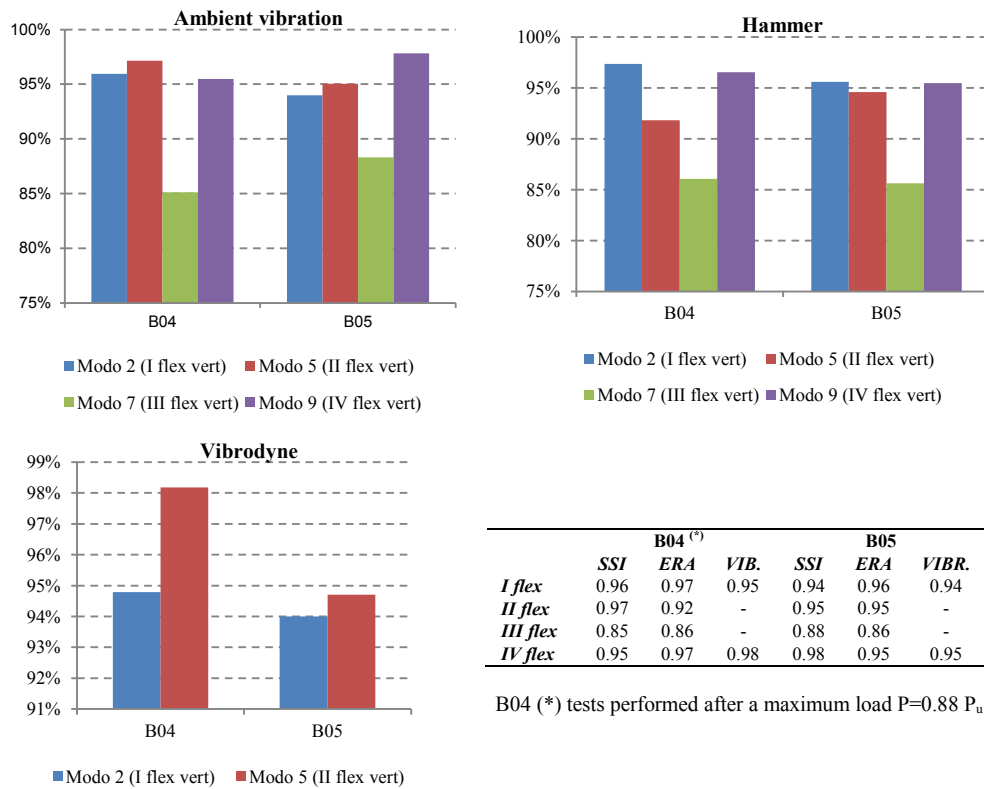 Ambient vibration
100%
95%
90%
85%
80%
75%
B04 B05
Modo 2 (I flex vert) Modo 5 (II flex vert)
Modo 7 (III flex vert) Modo 9 (IV flex vert)
Hammer
100%
95%
90%
85%
80%
75%
B04 B05
Modo 2 (I flex vert) Modo 5 (II flex vert)
Modo 7 (III flex vert) Modo 9 (IV flex vert)
Vibrodyne
99%
98%
97%
96%
95%
94%
93%
92%
91%
B04 B05
Modo 2 (I flex vert) Modo 5 (II flex vert)
B04 (*) B05
SSI ERA VIB. SSI ERA VIBR.
I flex 0.96 0.97 0.95 0.94 0.96 0.94
II flex 0.97 0.92 - 0.95 0.95 -
III flex 0.85 0.86 - 0.88 0.86 -
IV flex 0.95 0.97 0.98 0.98 0.95 0.95
B04 (*) tests performed after a maximum load P=0.88 Pu